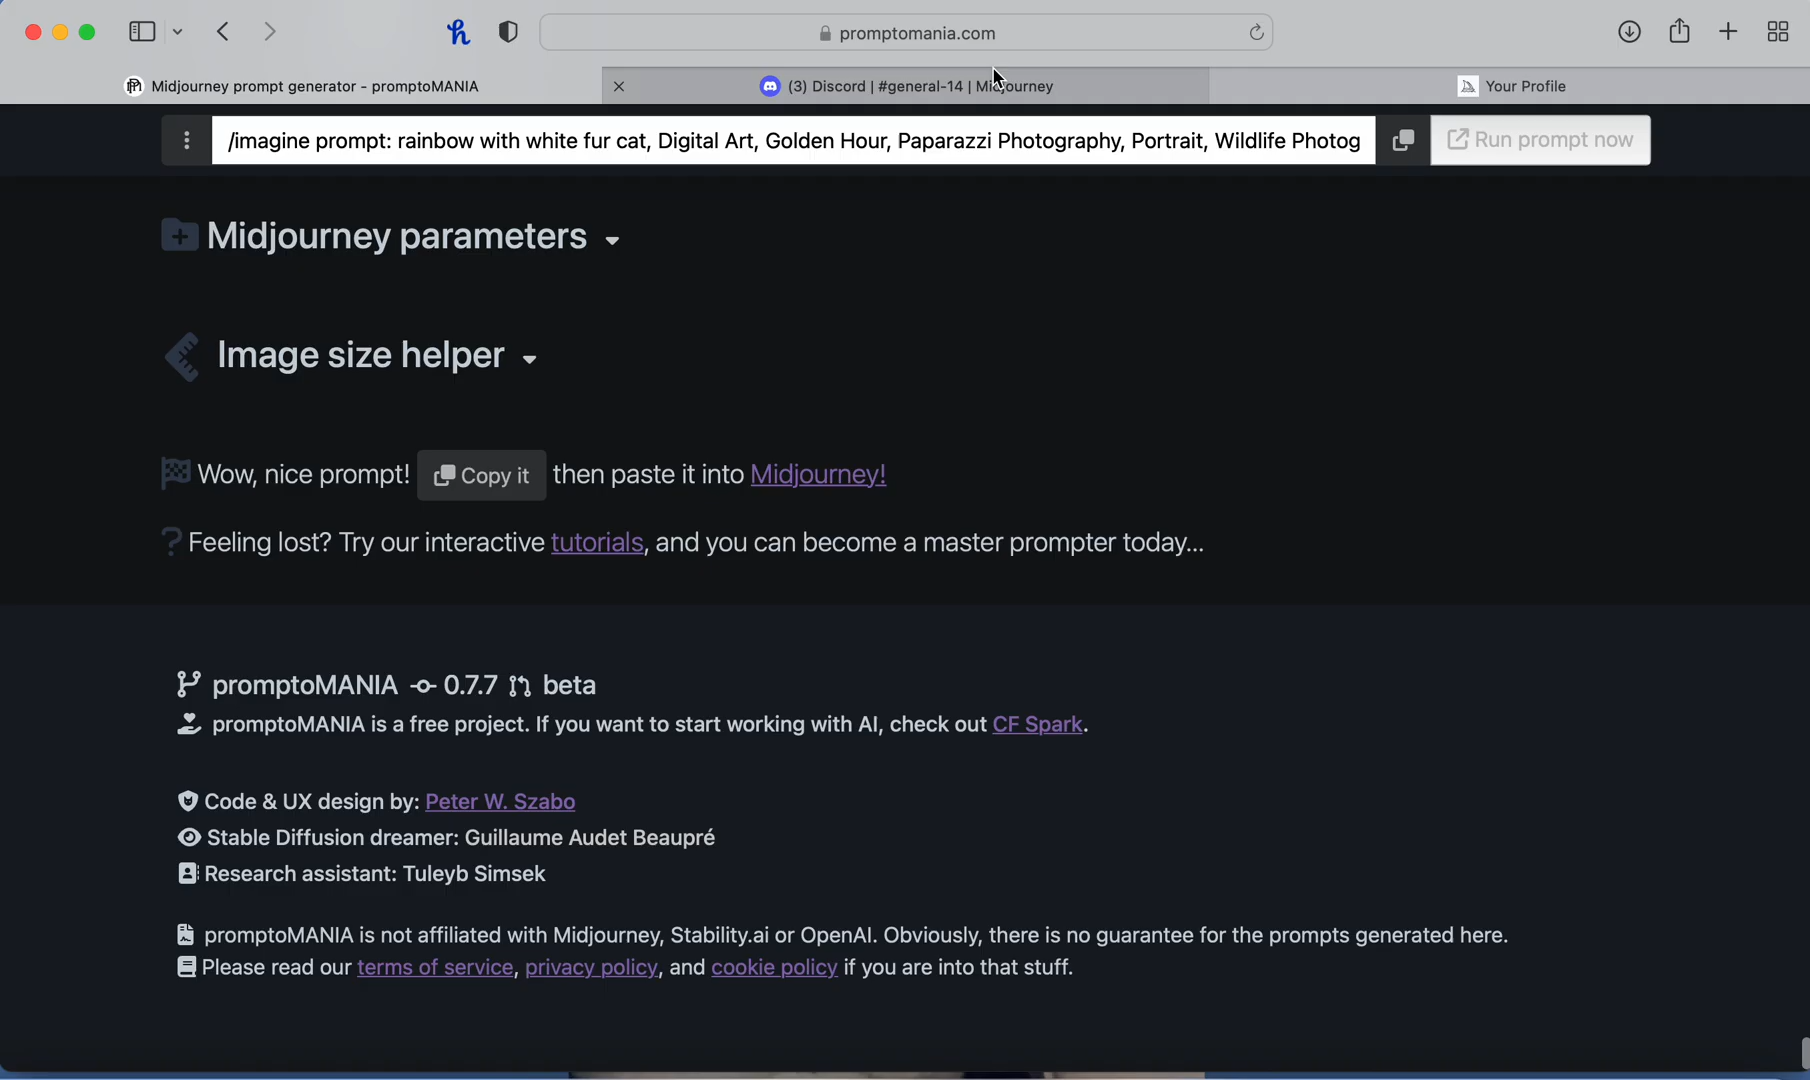 promptomania.com
Midjourney prompt generator - promptoMANIA
(3) Discord | #general-14 | Midjourney
Your Profile
/imagine prompt: rainbow with white fur cat, Digital Art, Golden Hour, Paparazzi Photography, Portrait, Wildlife Photog
Run prompt now
Midjourney parameters
Image size helper
Wow, nice prompt! Copy it then paste it into Midjourney!
Feeling lost? Try our interactive tutorials, and you can become a master prompter today...
promptoMANIA 0.7.7 beta
promptoMANIA is a free project. If you want to start working with AI, check out CF Spark.
Code & UX design by: Peter W. Szabo
Stable Diffusion dreamer: Guillaume Audet Beaupré
Research assistant: Tuleyb Simsek
promptoMANIA is not affiliated with Midjourney, Stability.ai or OpenAI. Obviously, there is no guarantee for the prompts generated here.
Please read our terms of service, privacy policy, and cookie policy if you are into that stuff.